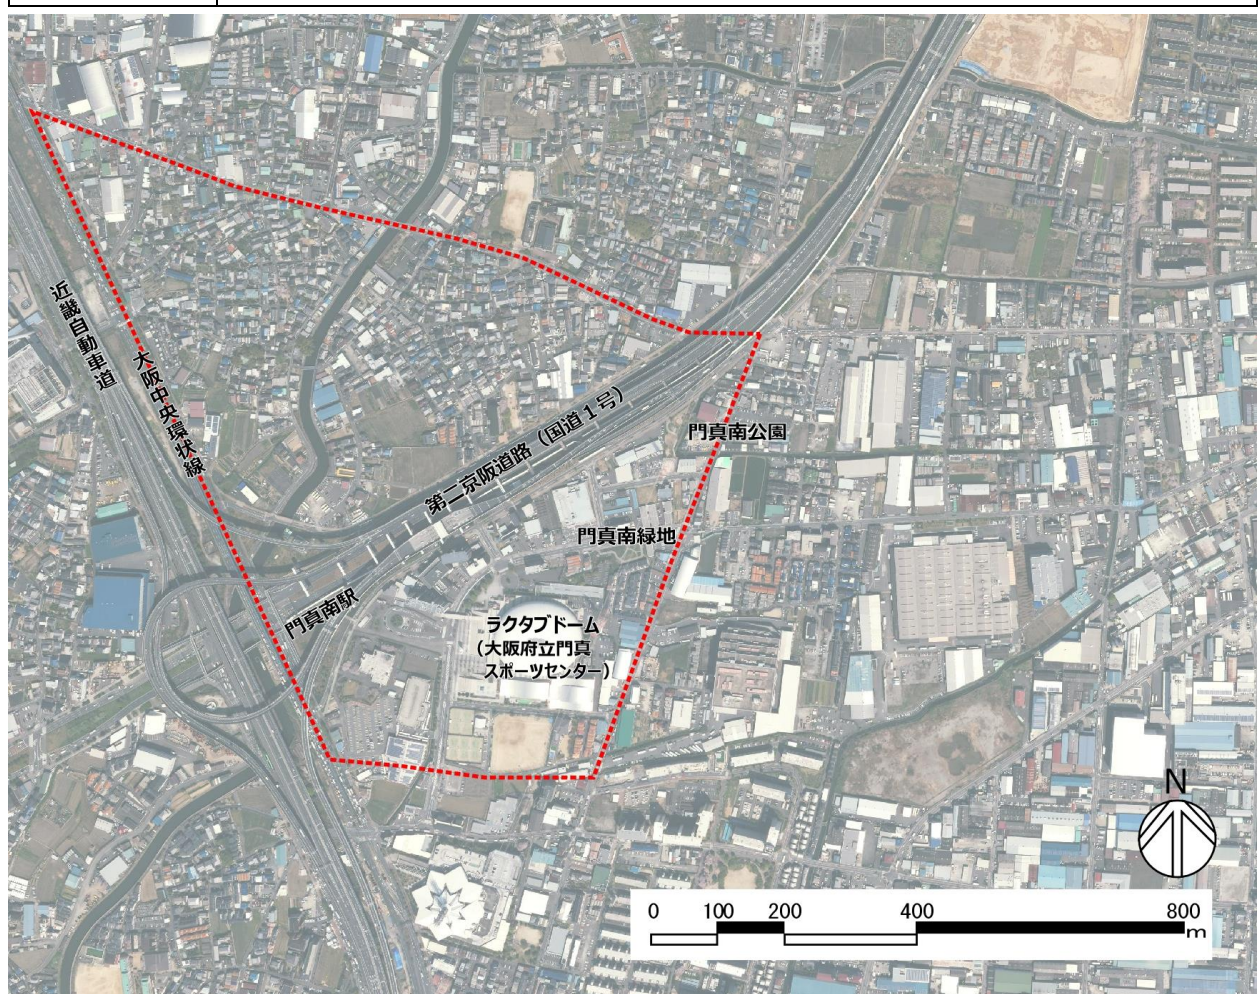 近畿自動車道
大阪中央環状線
第二京阪道路（国道１号）
門真南公園
門真南緑地
門真南駅
ラクタブドーム
（大阪府立門真
スポーツセンター）
N
0 100 200 400 800
m